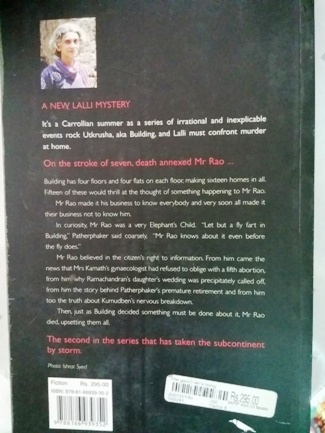 A NEW LALLI MYSTERY
It's a Carrollian summer as a series of irrational and inexplicable
events rock Utkrusha, aka Building, and Lalli must confront murder
at home.
On the stroke of seven, death annexed Mr Rao ...
Building has four floors and four flats on each floor, making sixteen homes in all.
Fifteen of these would thrill at the thought of something happening to Mr Rao.
Mr Rao made it his business to know everybody and very soon all made it
their business not to know him.
In curiosity, Mr Rao was a very Elephant's Child. "Let but a fly fart in
Building," Patherphaker said coarsely, "Mr Rao knows about it even before
the fly does."
Mr Rao believed in the citizen's right to information. From him came the
news that Mrs Kamath's gynaecologist had refused to oblige with a fifth abortion,
from him why Ramachandran's daughter's wedding was precipitately called off,
from him the story behind Patherphaker's premature retirement and from him
too the truth about Kumudben's nervous breakdown.
Then, just as Building decided something must be done about it, Mr Rao
died, upsetting them all.
The second in the series that has taken the subcontinent
by storm.
Photo: Ishrat Syed
Fiction Rs. 295.00
Rs.295.00